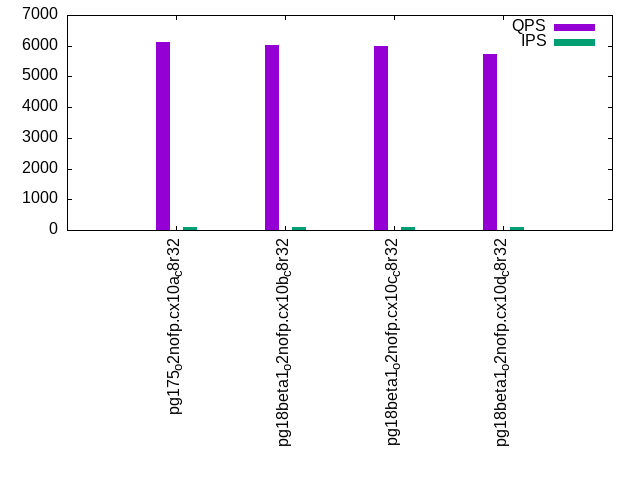 7000
6000
5000
4000
3000
2000
1000
0
QPS
IPS
pg175o2nofp.cx10ac8r32
pg18beta1o2nofp.cx10bc8r32
pg18beta1o2nofp.cx10cc8r32
pg18beta1o2nofp.cx10dc8r32